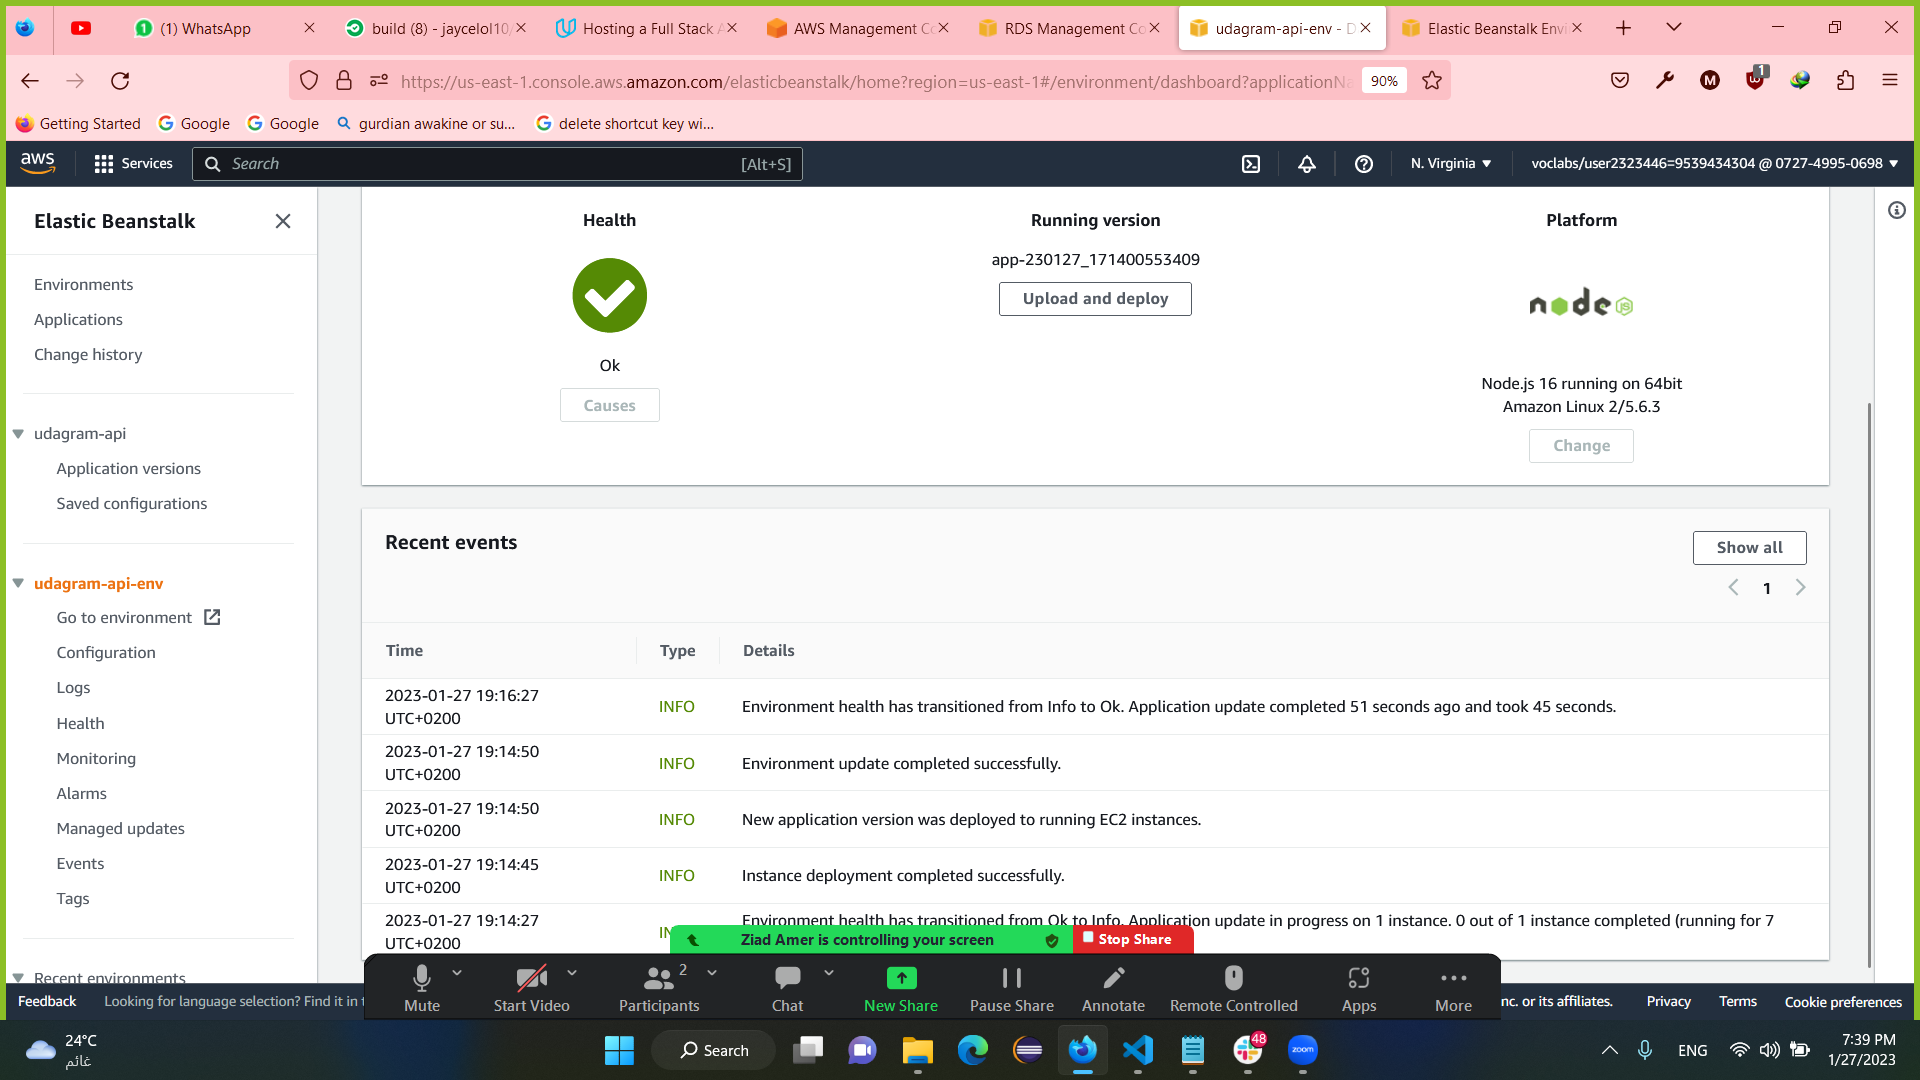 (1) WhatsApp
build (8) - jaycelol10/
Hosting a Full Stack A
AWS Management Co
RDS Management Co
udagram-api-env - D
Elastic Beanstalk Envi
https://us-east-1.console.aws.amazon.com/elasticbeanstalk/home?region=us-east-1#/environment/dashboard?applicationNa
90%
M
1
Getting Started
Google
Google
gurdian awakine or su...
delete shortcut key wi...
aws
Services
Search
[Alt+S]
N. Virginia
voclabs/user2323446=9539434304 @ 0727-4995-0698
Elastic Beanstalk
Environments
Applications
Change history
udagram-api
Application versions
Saved configurations
udagram-api-env
Go to environment
Configuration
Logs
Health
Monitoring
Alarms
Managed updates
Events
Tags
Recent environments
Health
Ok
Causes
Running version
app-230127_171400553409
Upload and deploy
Platform
node JS
Node.js 16 running on 64bit
Amazon Linux 2/5.6.3
Change
Recent events
Show all
1
Time Type Details
2023-01-27 19:16:27
UTC+0200
INFO
Environment health has transitioned from Info to Ok. Application update completed 51 seconds ago and took 45 seconds.
2023-01-27 19:14:50
UTC+0200
INFO
Environment update completed successfully.
2023-01-27 19:14:50
UTC+0200
INFO
New application version was deployed to running EC2 instances.
2023-01-27 19:14:45
UTC+0200
INFO
Instance deployment completed successfully.
2023-01-27 19:14:27
UTC+0200
Environment health has transitioned from Ok to Info. Application update in progress on 1 instance. 0 out of 1 instance completed (running for 7
Ziad Amer is controlling your screen
Stop Share
Mute
Start Video
2
Participants
Chat
New Share
Pause Share
Annotate
Remote Controlled
Apps
More
Feedback
Looking for language selection? Find it in t
nc. or its affiliates.
Privacy
Terms
Cookie preferences
24°C
غائم
Search
48
zoom
ENG
7:39 PM
1/27/2023